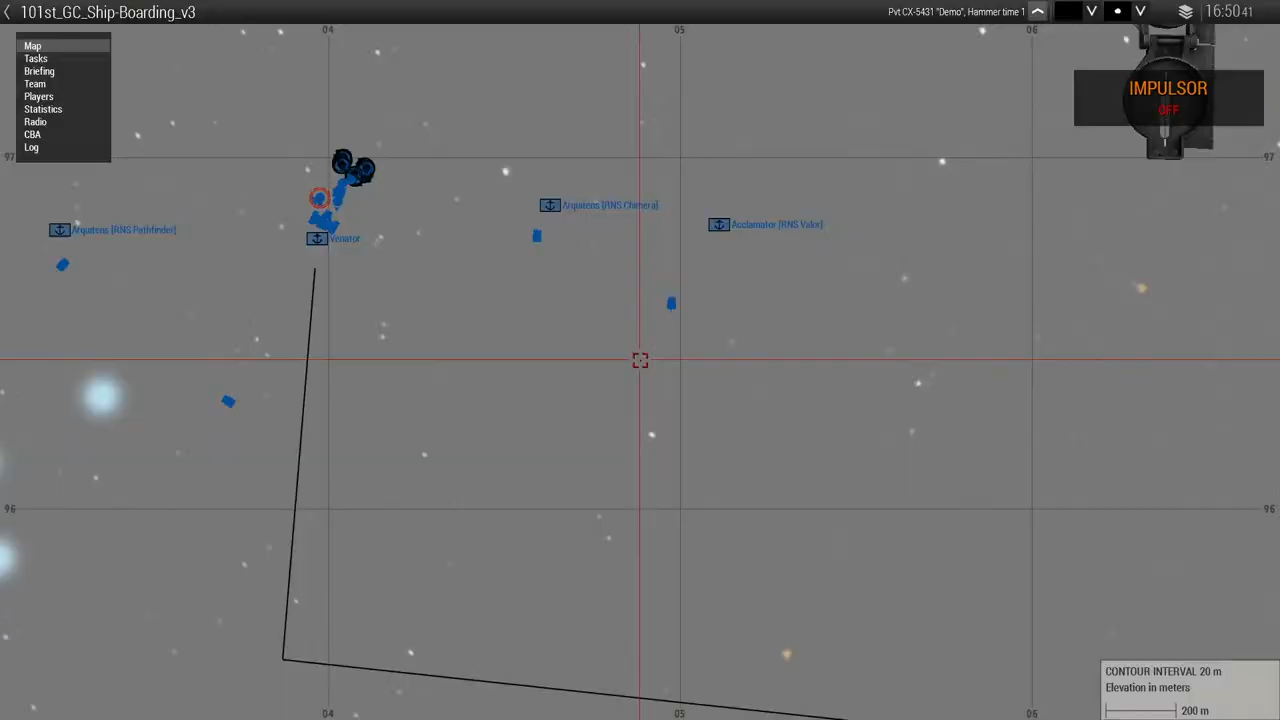 101st_GC_Ship-Boarding_v3
Pvt CX-5431 "Demo", Hammer time 1
16:50 41
04 05 06
Map
Tasks
Briefing
Team
Players
Statistics
Radio
CBA
Log
IMPULSOR
OFF
97 97
Arquitens [RNS Pathfinder]
Venator
Arquitens [RNS Chimera]
Acclamator [RNS Valor]
96 96
CONTOUR INTERVAL 20 m
Elevation in meters
200 m
04 05 06